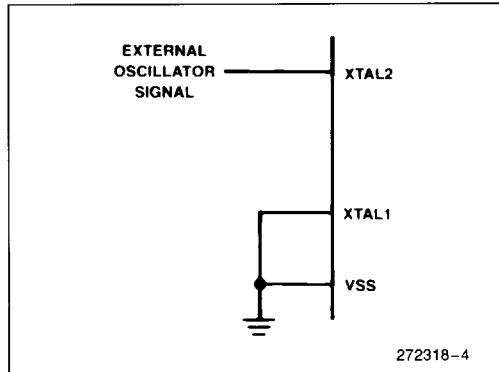 EXTERNAL
OSCILLATOR
SIGNAL
XTAL2
XTAL1
VSS
272318–4